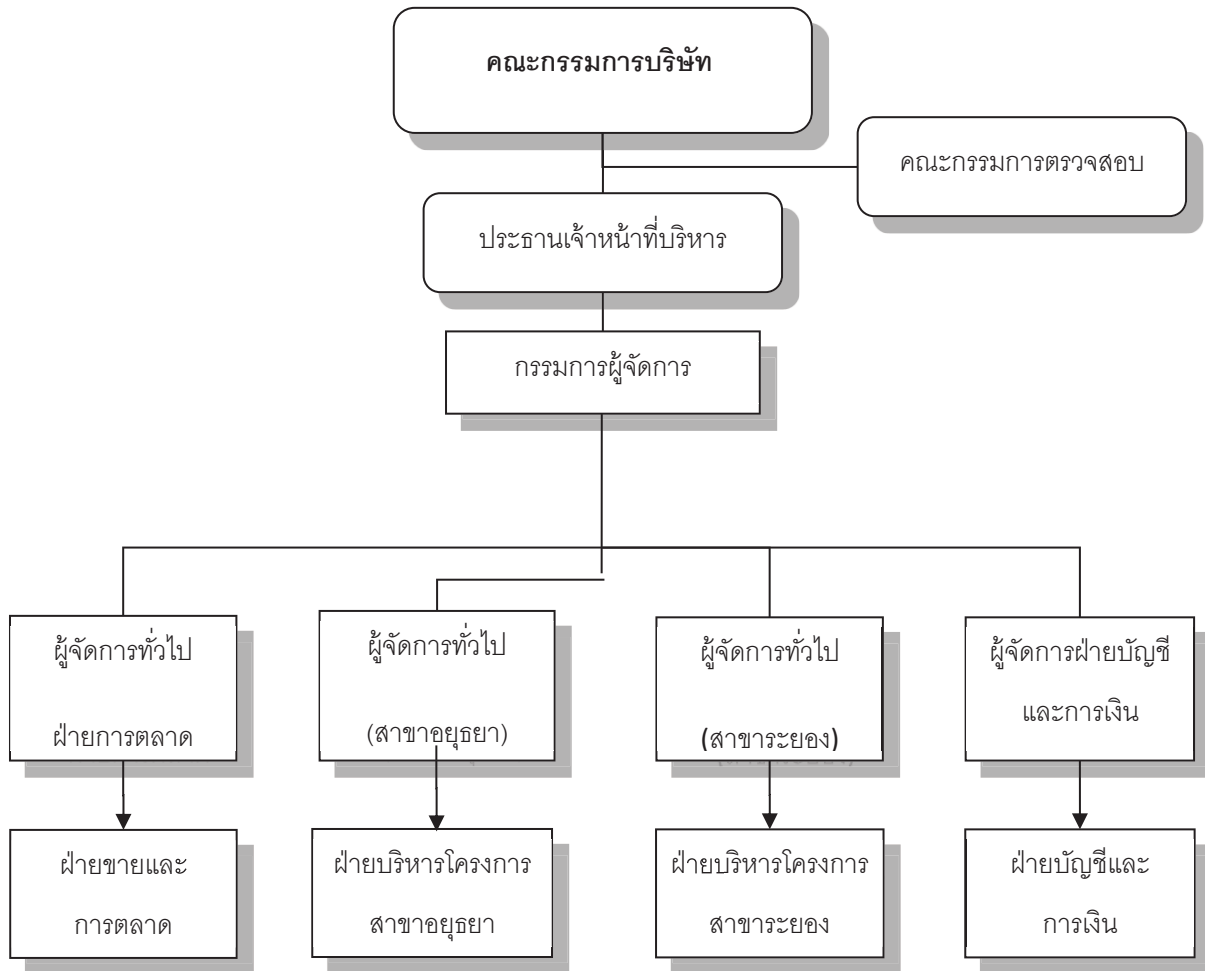 คณะกรรมการบริษัท
คณะกรรมการตรวจสอบ
ประธานเจ้าหน้าที่บริหาร
กรรมการผู้จัดการ
ผู้จัดการทั่วไป
ฝ่ายการตลาด
ผู้จัดการทั่วไป
(สาขาอยุธยา)
ผู้จัดการทั่วไป
(สาขาระยอง)
ผู้จัดการฝ่ายบัญชี
และการเงิน
ฝ่ายขายและ
การตลาด
ฝ่ายบริหารโครงการ
สาขาอยุธยา
ฝ่ายบริหารโครงการ
สาขาระยอง
ฝ่ายบัญชีและ
การเงิน